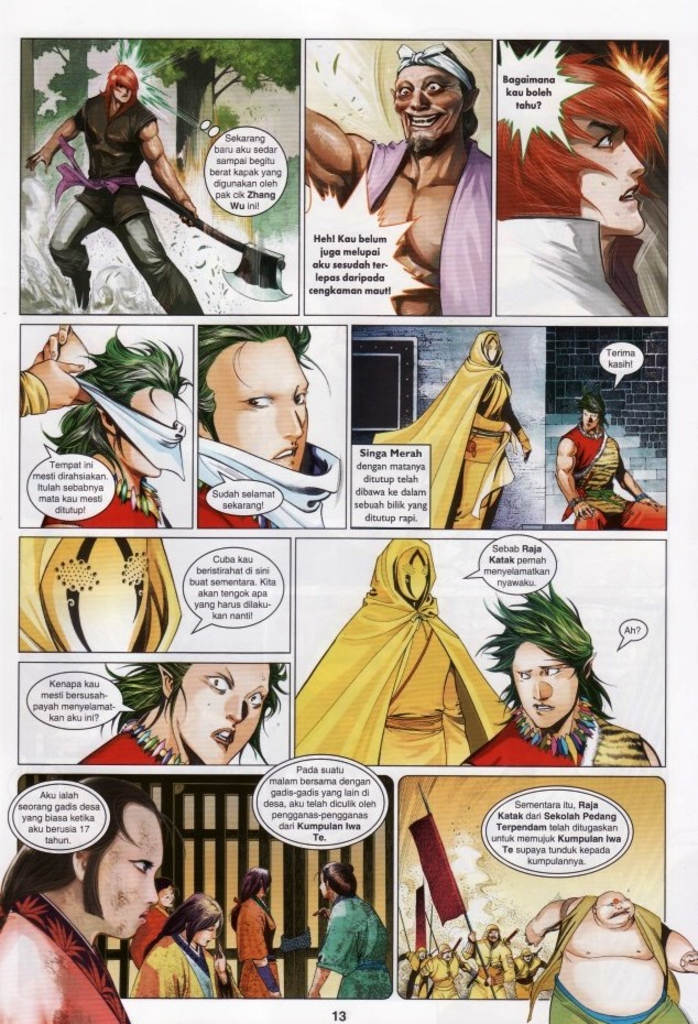 Sekarang
baru aku sedar
sampai begitu
berat kapak yang
digunakan oleh
pak cik Zhang
Wu ini!
Heh! Kau belum
juga melupai
aku sesudah ter-
lepas daripada
cengkaman maut!
Bagaimana
kau boleh
tahu?
Tempat ini
mesti dirahsiakan.
Itulah sebabnya
mata kau mesti
ditutup!
Sudah selamat
sekarang!
Singa Merah
dengan matanya
ditutup telah
dibawa ke dalam
sebuah bilik yang
ditutup rapi.
Terima
kasih!
Cuba kau
beristirahat di sini
buat sementara. Kita
akan tengok apa
yang harus dilaku-
kan nanti!
Kenapa kau
mesti bersusah-
payah menyelamat-
kan aku ini?
Sebab Raja
Katak pernah
menyelamatkan
nyawaku.
Ah?
Aku ialah
seorang gadis desa
yang biasa ketika
aku berusia 17
tahun.
Pada suatu
malam bersama dengan
gadis-gadis yang lain di
desa, aku telah diculik oleh
pengganas-pengganas
dari Kumpulan Iwa
Te.
Sementara itu, Raja
Katak dari Sekolah Pedang
Terpendam telah ditugaskan
untuk memujuk Kumpulan Iwa
Te supaya tunduk kepada
kumpulannya.
13